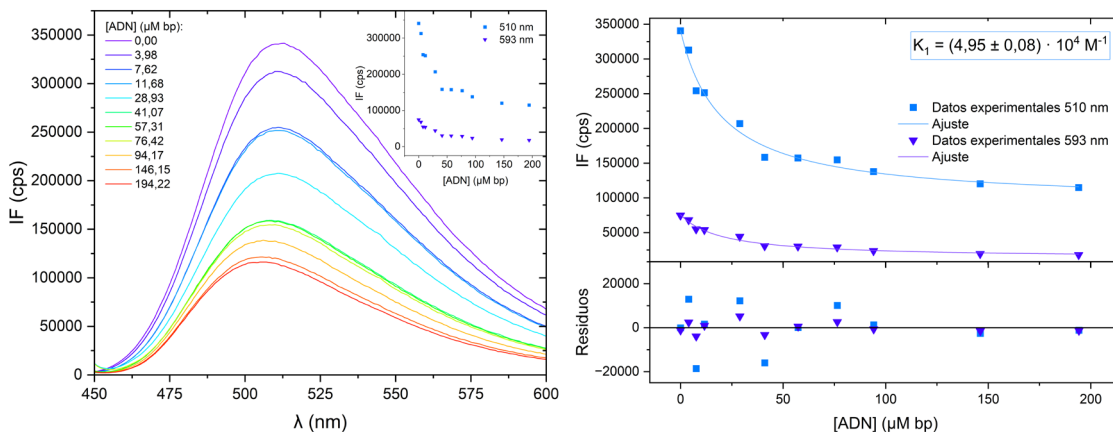 [ADN] (µM bp):
0,00
3,98
7,62
11,68
28,93
41,07
57,31
76,42
94,17
146,15
194,22
350000
300000
250000
200000
150000
100000
50000
0
IF (cps)
450 475 500 525 550 575 600
λ (nm)
510 nm
593 nm
300000
200000
100000
0
IF (cps)
0 50 100 150 200
[ADN] (µM bp)
K1 = (4,95 ± 0,08) · 10⁴ M⁻¹
Datos experimentales 510 nm
Ajuste
Datos experimentales 593 nm
Ajuste
350000
300000
250000
200000
150000
100000
50000
IF (cps)
20000
0
−20000
Residuos
0 50 100 150 200
[ADN] (µM bp)